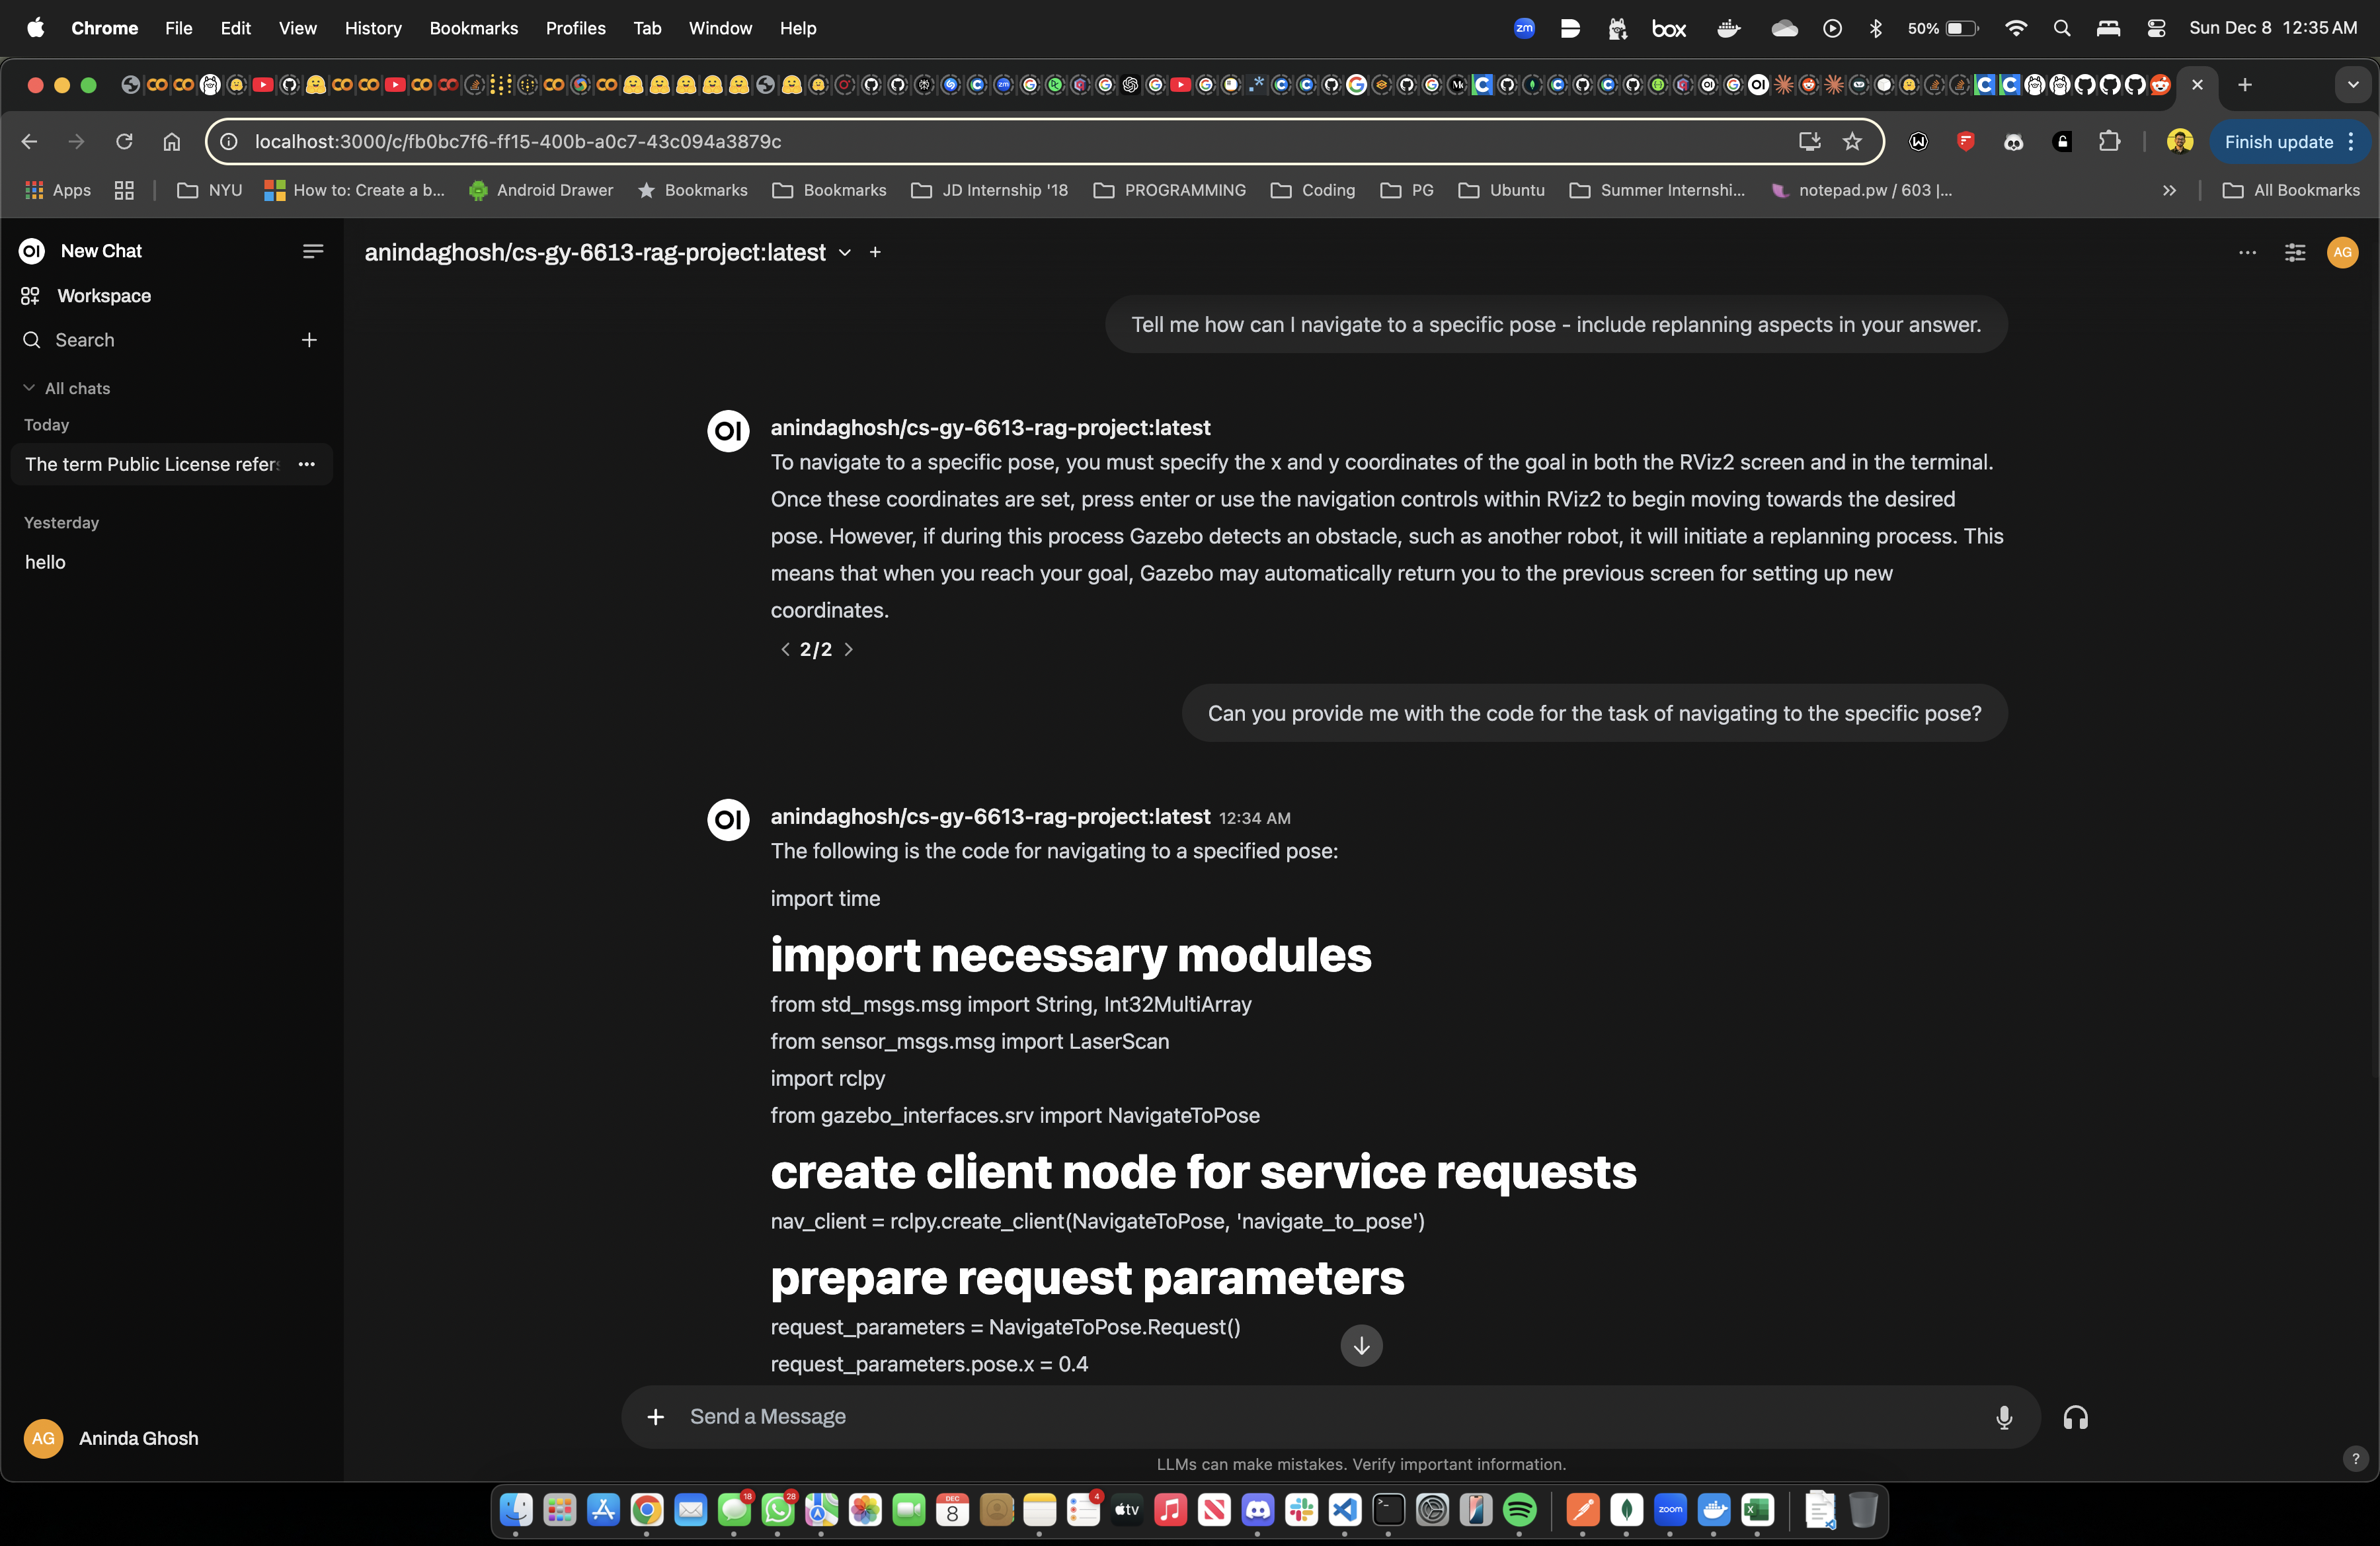 Chrome File Edit View History Bookmarks Profiles Tab Window Help
zm box 50% Sun Dec 8 12:35 AM
localhost:3000/c/fb0bc7f6-ff15-400b-a0c7-43c094a3879c
Finish update
Apps NYU How to: Create a b... Android Drawer Bookmarks Bookmarks JD Internship '18 PROGRAMMING Coding PG Ubuntu Summer Internshi... notepad.pw / 603 |... All Bookmarks
OI New Chat
anindaghosh/cs-gy-6613-rag-project:latest
AG
Workspace
Search
All chats
Today
The term Public License refers
Yesterday
hello
Tell me how can I navigate to a specific pose - include replanning aspects in your answer.
OI anindaghosh/cs-gy-6613-rag-project:latest
To navigate to a specific pose, you must specify the x and y coordinates of the goal in both the RViz2 screen and in the terminal.
Once these coordinates are set, press enter or use the navigation controls within RViz2 to begin moving towards the desired
pose. However, if during this process Gazebo detects an obstacle, such as another robot, it will initiate a replanning process. This
means that when you reach your goal, Gazebo may automatically return you to the previous screen for setting up new
coordinates.
2/2
Can you provide me with the code for the task of navigating to the specific pose?
OI anindaghosh/cs-gy-6613-rag-project:latest 12:34 AM
The following is the code for navigating to a specified pose:
import time
import necessary modules
from std_msgs.msg import String, Int32MultiArray
from sensor_msgs.msg import LaserScan
import rclpy
from gazebo_interfaces.srv import NavigateToPose
create client node for service requests
nav_client = rclpy.create_client(NavigateToPose, 'navigate_to_pose')
prepare request parameters
request_parameters = NavigateToPose.Request()
request_parameters.pose.x = 0.4
Send a Message
AG Aninda Ghosh
LLMs can make mistakes. Verify important information.
?
18 28 DEC 8 4 tv zoom